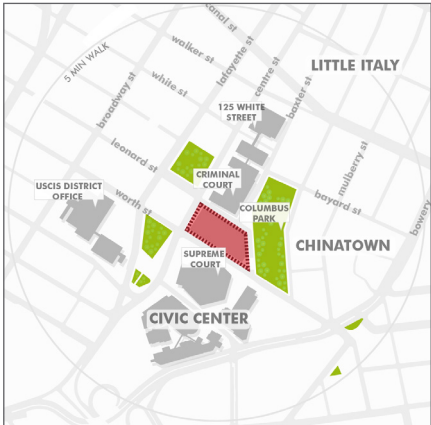 canal st
walker st
lafayette st
centre st
LITTLE ITALY
5 MIN WALK
broadway st
white st
baxter st
125 WHITE
STREET
leonard st
mulberry st
CRIMINAL
COURT
USCIS DISTRICT
OFFICE
bayard st
worth st
COLUMBUS
PARK
bowery
CHINATOWN
SUPREME
COURT
CIVIC CENTER